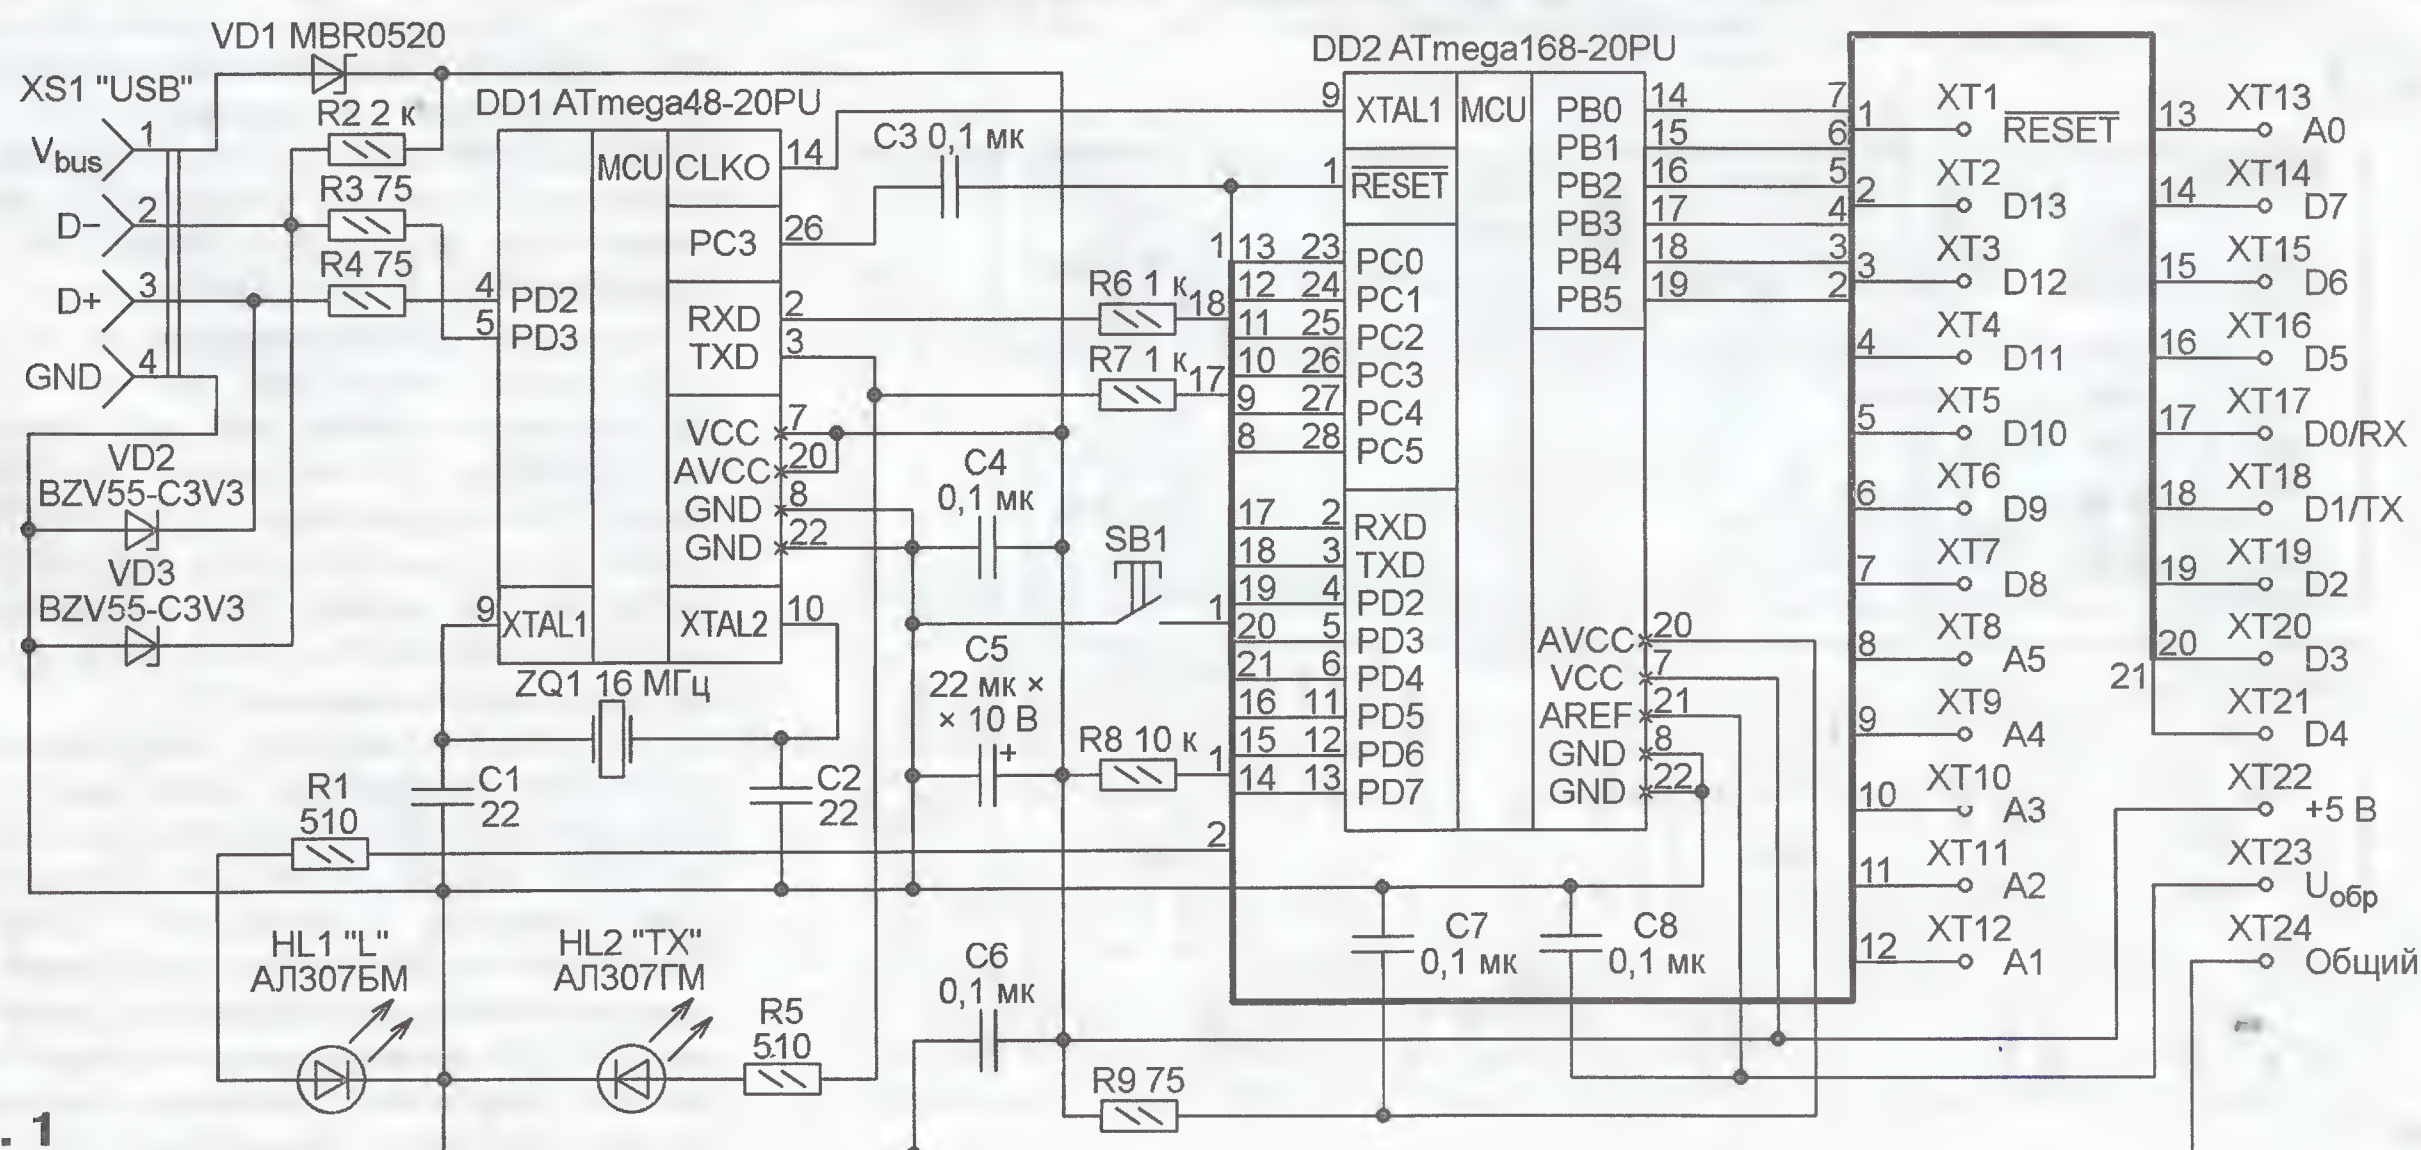 VD1 MBR0520
XS1 "USB"
Vbus
1
D−
2
D+
3
GND
4
R2 2 к
R3 75
R4 75
VD2
BZV55-C3V3
VD3
BZV55-C3V3
DD1 ATmega48-20PU
MCU
4 PD2
5 PD3
9 XTAL1
CLKO 14
PC3 26
RXD 2
TXD 3
VCC 7
AVCC 20
GND 8
GND 22
XTAL2 10
ZQ1 16 МГц
C1
22
C2
22
R1
510
HL1 "L"
АЛ307БМ
HL2 "TX"
АЛ307ГМ
R5
510
C3 0,1 мк
R6 1 к 18
R7 1 к 17
C4
0,1 мк
SB1
1
C5
22 мк ×
× 10 В
+
R8 10 к 1
2
C6
0,1 мк
R9 75
DD2 ATmega168-20PU
MCU
9 XTAL1
1 RESET
1
13 23 PC0
12 24 PC1
11 25 PC2
10 26 PC3
9 27 PC4
8 28 PC5
17 2 RXD
18 3 TXD
19 4 PD2
20 5 PD3
21 6 PD4
16 11 PD5
15 12 PD6
14 13 PD7
PB0 14 7
PB1 15 6
PB2 16 5
PB3 17 4
PB4 18 3
PB5 19 2
AVCC 20
VCC 7
AREF 21
GND 8
GND 22
C7
0,1 мк
C8
0,1 мк
1 XT1 RESET
2 XT2 D13
3 XT3 D12
4 XT4 D11
5 XT5 D10
6 XT6 D9
7 XT7 D8
8 XT8 A5
9 XT9 A4
10 XT10 A3
11 XT11 A2
12 XT12 A1
13 XT13 A0
14 XT14 D7
15 XT15 D6
16 XT16 D5
17 XT17 D0/RX
18 XT18 D1/TX
19 XT19 D2
20 XT20 D3
21 XT21 D4
XT22 +5 В
XT23 Uобр
XT24 Общий
. 1